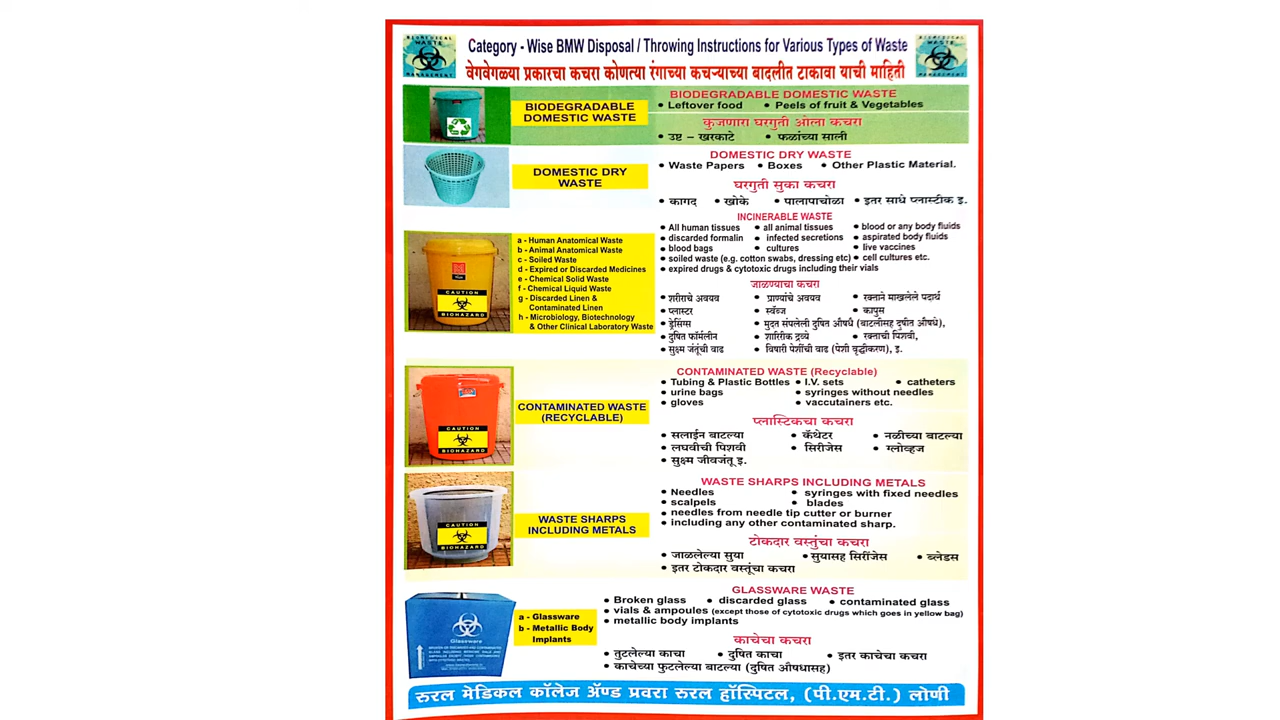 BIOMEDICAL WASTE MANAGEMENT
Category - Wise BMW Disposal / Throwing Instructions for Various Types of Waste
BIOMEDICAL WASTE MANAGEMENT
वेगवेगळ्या प्रकारचा कचरा कोणत्या रंगाच्या कचऱ्याच्या बादलीत टाकावा याची माहिती
BIODEGRADABLE
DOMESTIC WASTE
BIODEGRADABLE DOMESTIC WASTE
• Leftover food • Peels of fruit & Vegetables
कुजणारा घरगुती ओला कचरा
• उष्ट – खरकाटे • फळांच्या साली
DOMESTIC DRY
WASTE
DOMESTIC DRY WASTE
• Waste Papers • Boxes • Other Plastic Material.
घरगुती सुका कचरा
• कागद • खोके • पालापाचोळा • इतर साधे प्लास्टीक इ.
CAUTION
BIOHAZARD
a - Human Anatomical Waste
b - Animal Anatomical Waste
c - Soiled Waste
d - Expired or Discarded Medicines
e - Chemical Solid Waste
f - Chemical Liquid Waste
g - Discarded Linen &
Contaminated Linen
h - Microbiology, Biotechnology
& Other Clinical Laboratory Waste
INCINERABLE WASTE
• All human tissues • all animal tissues • blood or any body fluids
• discarded formalin • infected secretions • aspirated body fluids
• blood bags • cultures • live vaccines
• soiled waste (e.g. cotton swabs, dressing etc) • cell cultures etc.
• expired drugs & cytotoxic drugs including their vials
जाळण्याचा कचरा
• शरीराचे अवयव • प्राण्यांचे अवयव • रक्ताने माखलेले पदार्थ
• प्लास्टर • स्वॅब्ज • कापुस
• ड्रेसिंग्स • मुदत संपलेली दुषित औषधे (बाटलीसह दुषीत औषधे),
• दुषित फॉर्मलीन • शारिरीक द्रव्ये • रक्ताची पिशवी,
• सुक्ष्म जंतूंची वाढ • विषारी पेशींची वाढ (पेशी वृद्धीकरण), इ.
CAUTION
BIOHAZARD
CONTAMINATED WASTE
(RECYCLABLE)
CONTAMINATED WASTE (Recyclable)
• Tubing & Plastic Bottles • I.V. sets • catheters
• urine bags • syringes without needles
• gloves • vaccutainers etc.
प्लास्टिकचा कचरा
• सलाईन बाटल्या • कॅथेटर • नळीच्या बाटल्या
• लघवीची पिशवी • सिरीजेस • ग्लोव्हज
• सुक्ष्म जीवजंतू इ.
CAUTION
BIOHAZARD
WASTE SHARPS
INCLUDING METALS
WASTE SHARPS INCLUDING METALS
• Needles • syringes with fixed needles
• scalpels • blades
• needles from needle tip cutter or burner
• including any other contaminated sharp.
टोकदार वस्तुंचा कचरा
• जाळलेल्या सुया • सुयासह सिरींजेस • ब्लेडस
• इतर टोकदार वस्तूंचा कचरा
Glassware
a - Glassware
b - Metallic Body
Implants
GLASSWARE WASTE
• Broken glass • discarded glass • contaminated glass
• vials & ampoules (except those of cytotoxic drugs which goes in yellow bag)
• metallic body implants
काचेचा कचरा
• तुटलेल्या काचा • दुषित काचा • इतर काचेचा कचरा
• काचेच्या फुटलेल्या बाटल्या (दुषित औषधासह)
रुरल मेडिकल कॉलेज ॲण्ड प्रवरा रुरल हॉस्पिटल, (पी.एम.टी.) लोणी